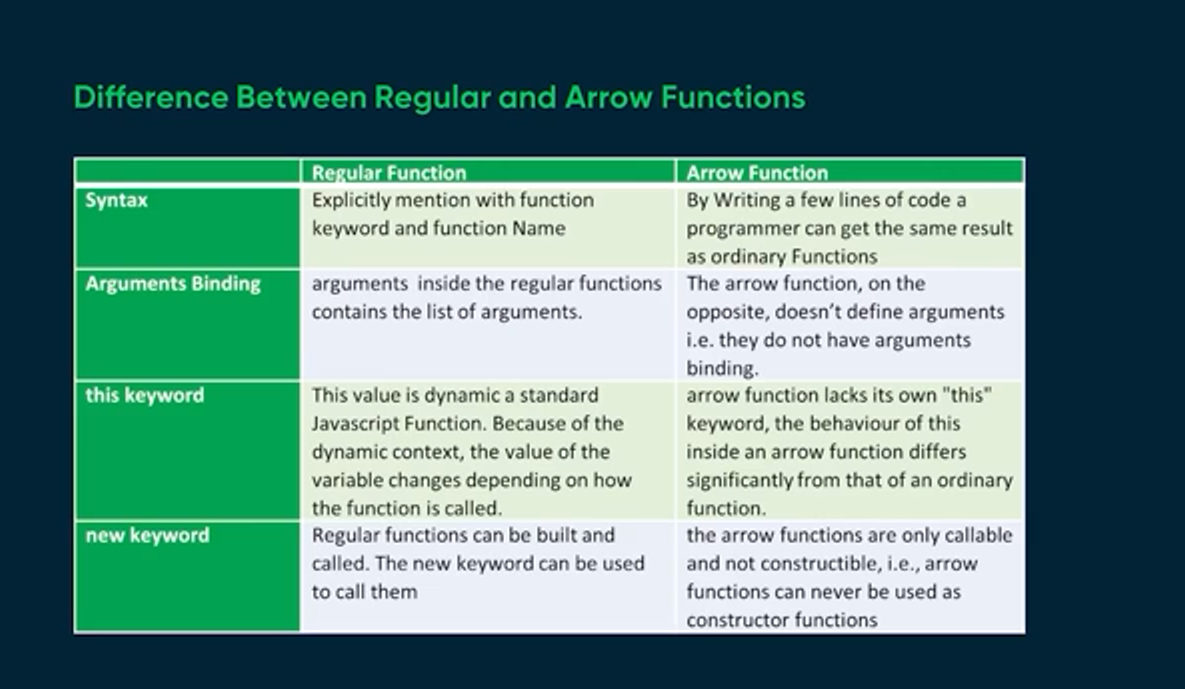 Difference Between Regular and Arrow Functions
Regular Function
Arrow Function
Syntax
Explicitly mention with function
keyword and function Name
By Writing a few lines of code a
programmer can get the same result
as ordinary Functions
Arguments Binding
arguments inside the regular functions
contains the list of arguments.
The arrow function, on the
opposite, doesn’t define arguments
i.e. they do not have arguments
binding.
this keyword
This value is dynamic a standard
Javascript Function. Because of the
dynamic context, the value of the
variable changes depending on how
the function is called.
arrow function lacks its own "this"
keyword, the behaviour of this
inside an arrow function differs
significantly from that of an ordinary
function.
new keyword
Regular functions can be built and
called. The new keyword can be used
to call them
the arrow functions are only callable
and not constructible, i.e., arrow
functions can never be used as
constructor functions